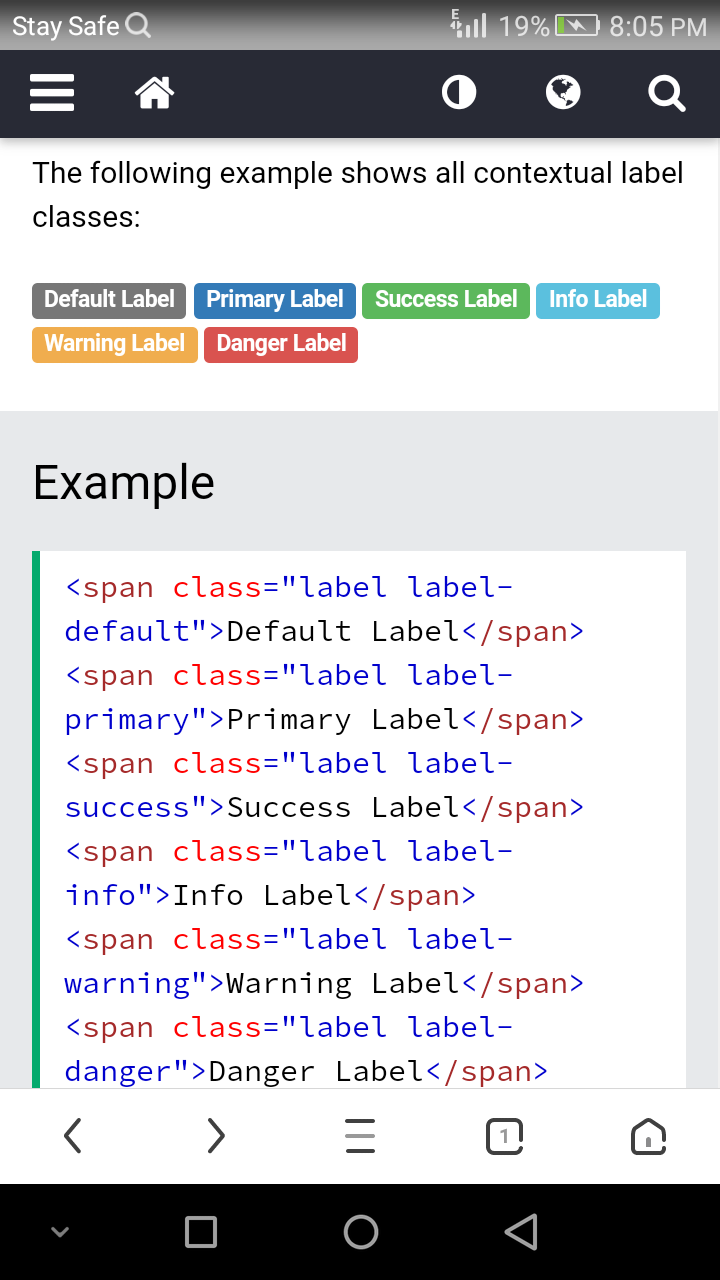 Stay Safe
E 19% 8:05 PM
The following example shows all contextual label
classes:
Default Label Primary Label Success Label Info Label
Warning Label Danger Label
Example
<span class="label label-
default">Default Label</span>
<span class="label label-
primary">Primary Label</span>
<span class="label label-
success">Success Label</span>
<span class="label label-
info">Info Label</span>
<span class="label label-
warning">Warning Label</span>
<span class="label label-
danger">Danger Label</span>
1